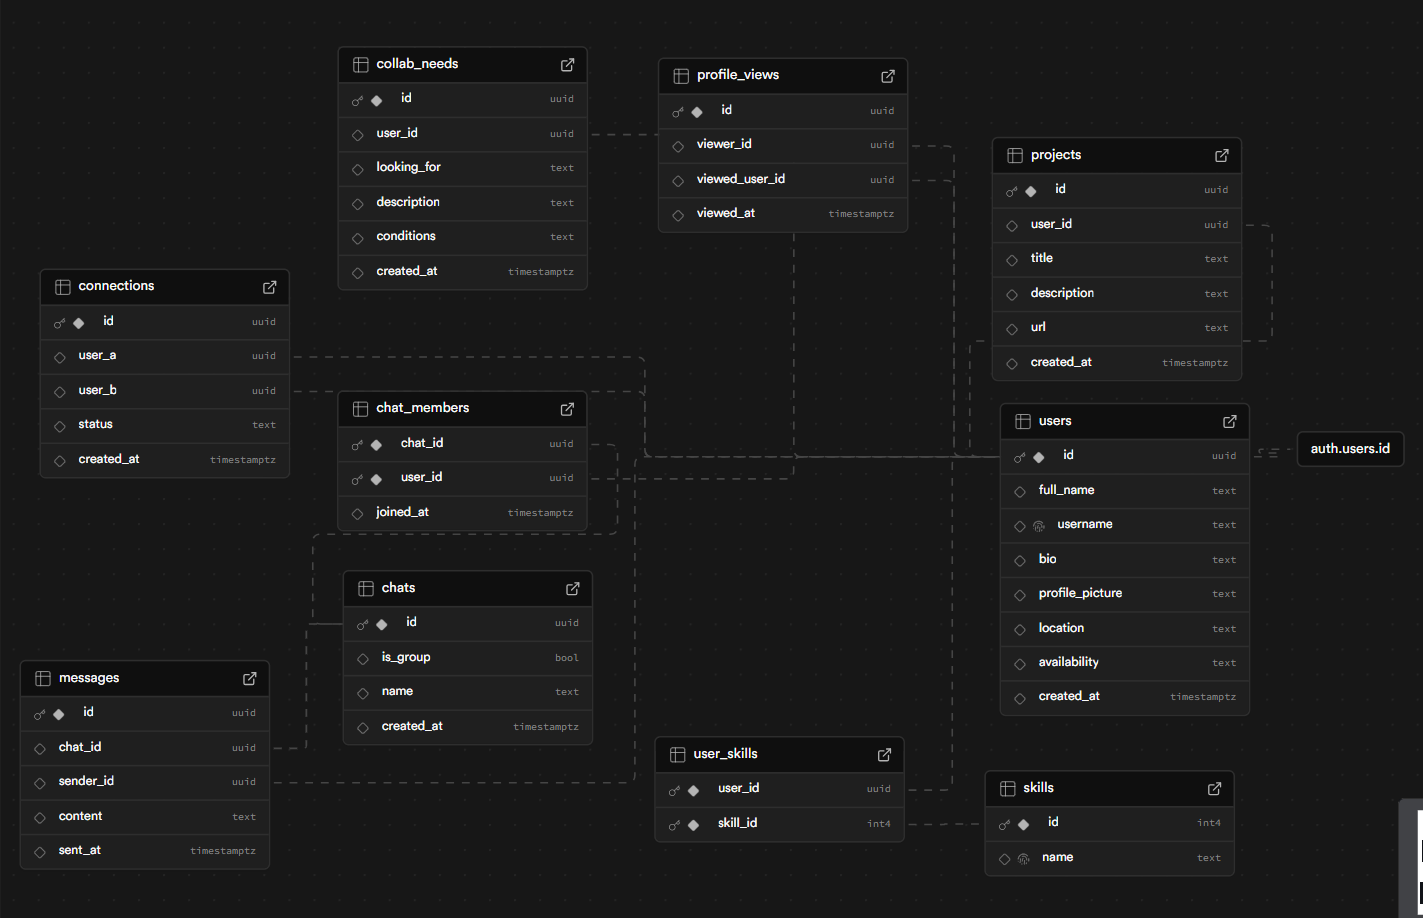 collab_needs
id uuid
user_id uuid
looking_for text
description text
conditions text
created_at timestamptz
profile_views
id uuid
viewer_id uuid
viewed_user_id uuid
viewed_at timestamptz
projects
id uuid
user_id uuid
title text
description text
url text
created_at timestamptz
connections
id uuid
user_a uuid
user_b uuid
status text
created_at timestamptz
chat_members
chat_id uuid
user_id uuid
joined_at timestamptz
users
id uuid
full_name text
username text
bio text
profile_picture text
location text
availability text
created_at timestamptz
auth.users.id
chats
id uuid
is_group bool
name text
created_at timestamptz
messages
id uuid
chat_id uuid
sender_id uuid
content text
sent_at timestamptz
user_skills
user_id uuid
skill_id int4
skills
id int4
name text